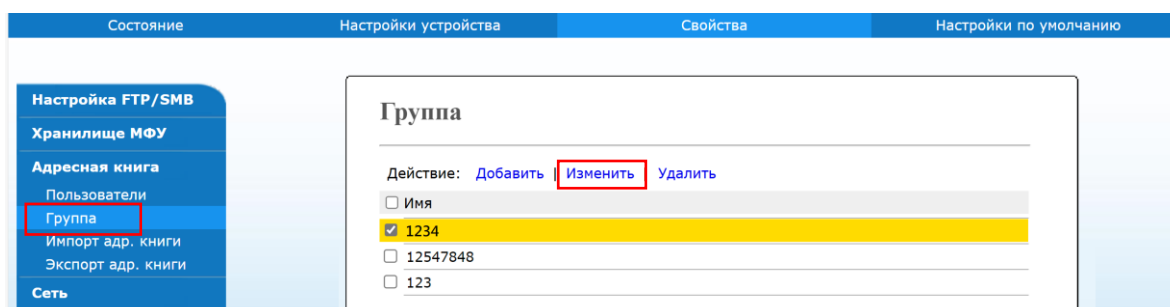 Состояние Настройки устройства Свойства Настройки по умолчанию
Настройка FTP/SMB
Хранилище МФУ
Адресная книга
Пользователи
Группа
Импорт адр. книги
Экспорт адр. книги
Сеть
Группа
Действие: Добавить | Изменить Удалить
Имя
1234
12547848
123